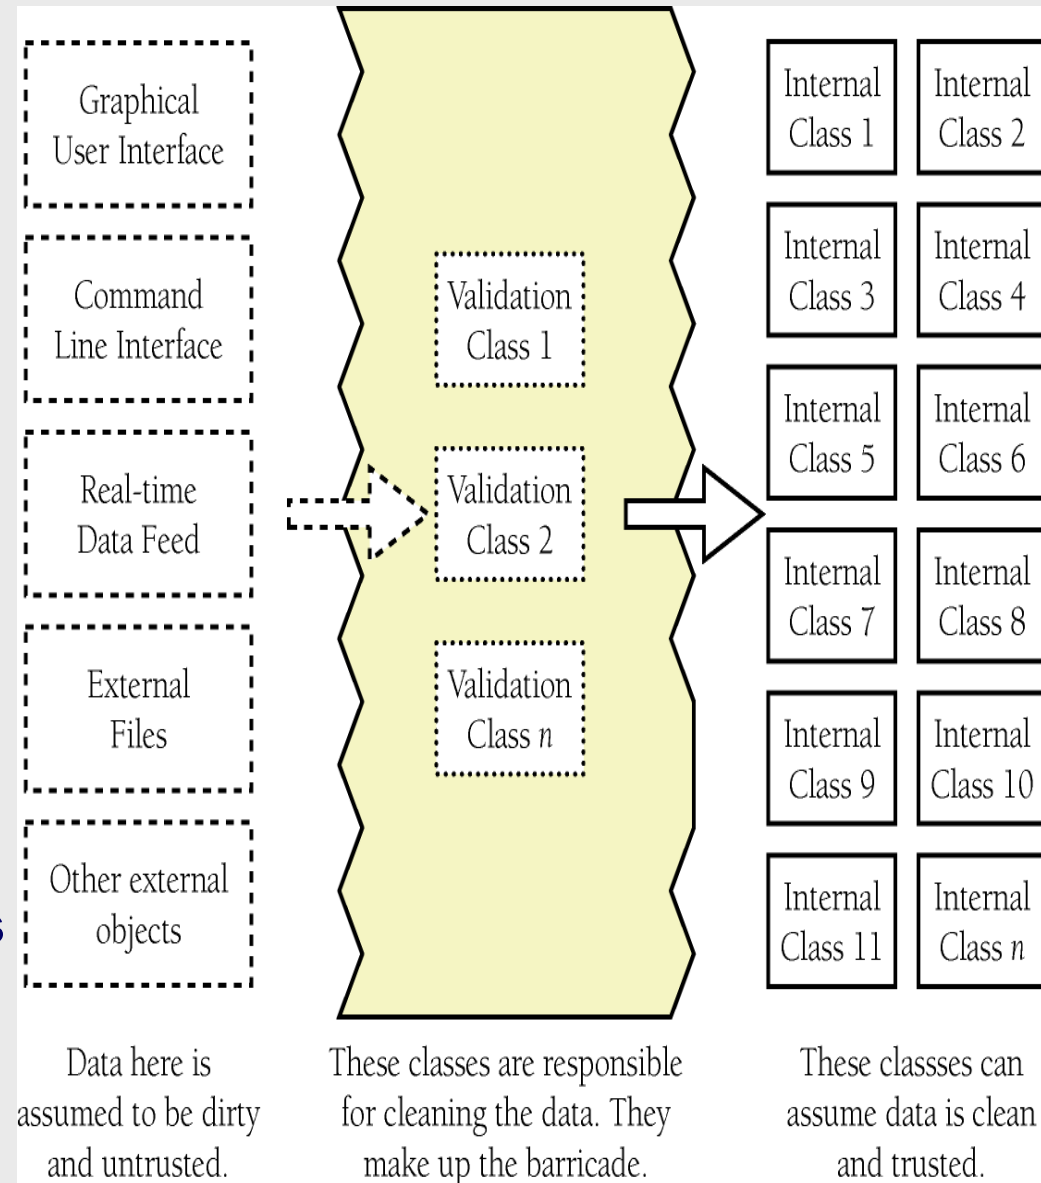 Graphical
User Interface
Command
Line Interface
Real-time
Data Feed
External
Files
Other external
objects
s
Data here is
assumed to be dirty
and untrusted.
Validation
Class 1
Validation
Class 2
Validation
Class n
These classes are responsible
for cleaning the data. They
make up the barricade.
Internal
Class 1
Internal
Class 2
Internal
Class 3
Internal
Class 4
Internal
Class 5
Internal
Class 6
Internal
Class 7
Internal
Class 8
Internal
Class 9
Internal
Class 10
Internal
Class 11
Internal
Class n
These classses can
assume data is clean
and trusted.